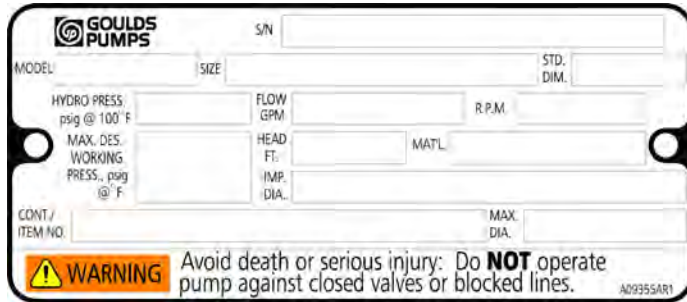 GOULDS
PUMPS
S/N
MODEL SIZE STD.
DIM.
HYDRO PRESS. FLOW R.P.M.
psig @ 100°F GPM
MAX. DES. HEAD MAT'L.
WORKING FT.
PRESS., psig IMP.
@°F DIA.
CONT./ MAX.
ITEM NO. DIA.
WARNING Avoid death or serious injury: Do NOT operate
pump against closed valves or blocked lines.
A0935SAR1